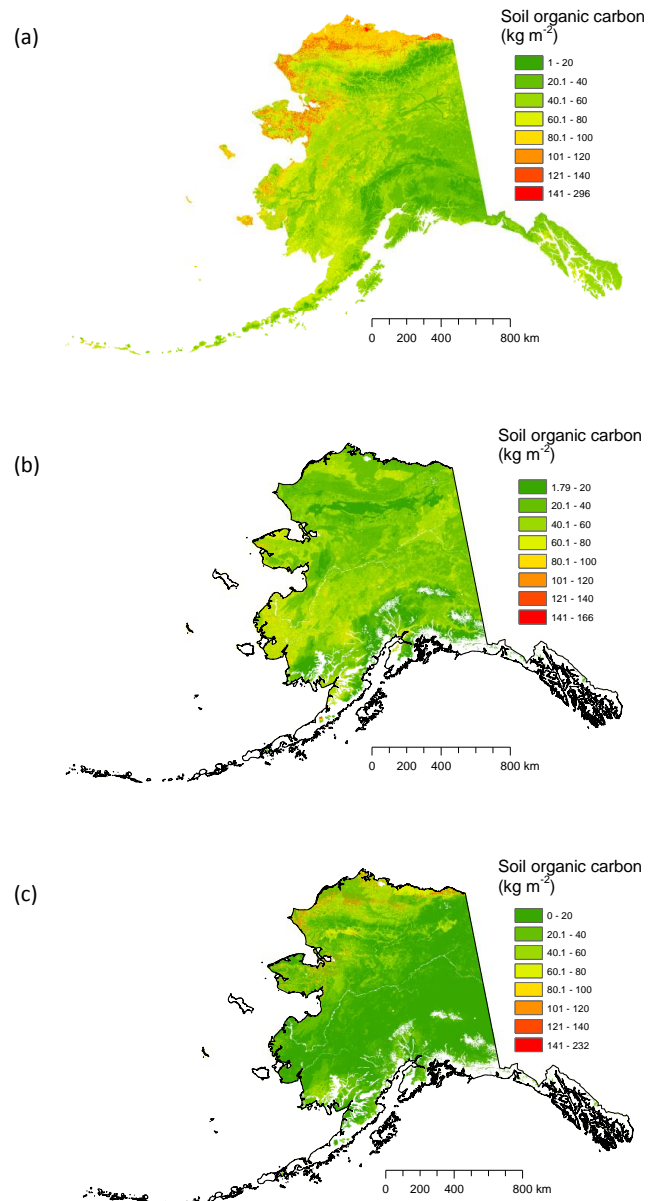 (a)
Soil organic carbon
(kg m-2)
1 - 20
20.1 - 40
40.1 - 60
60.1 - 80
80.1 - 100
101 - 120
121 - 140
141 - 296
0 200 400 800 km
(b)
Soil organic carbon
(kg m-2)
1.79 - 20
20.1 - 40
40.1 - 60
60.1 - 80
80.1 - 100
101 - 120
121 - 140
141 - 166
0 200 400 800 km
(c)
Soil organic carbon
(kg m-2)
0 - 20
20.1 - 40
40.1 - 60
60.1 - 80
80.1 - 100
101 - 120
121 - 140
141 - 232
0 200 400 800 km